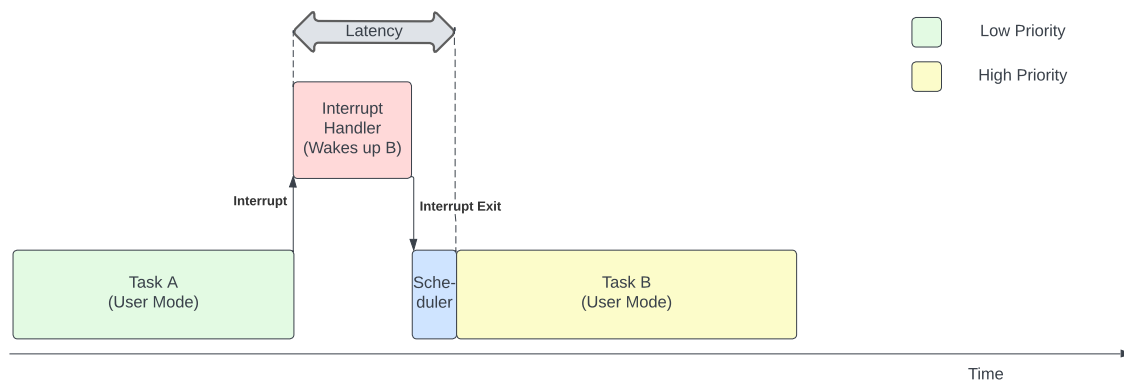 Latency
Low Priority
High Priority
Interrupt
Handler
(Wakes up B)
Interrupt
Interrupt Exit
Task A
(User Mode)
Sche-
duler
Task B
(User Mode)
Time